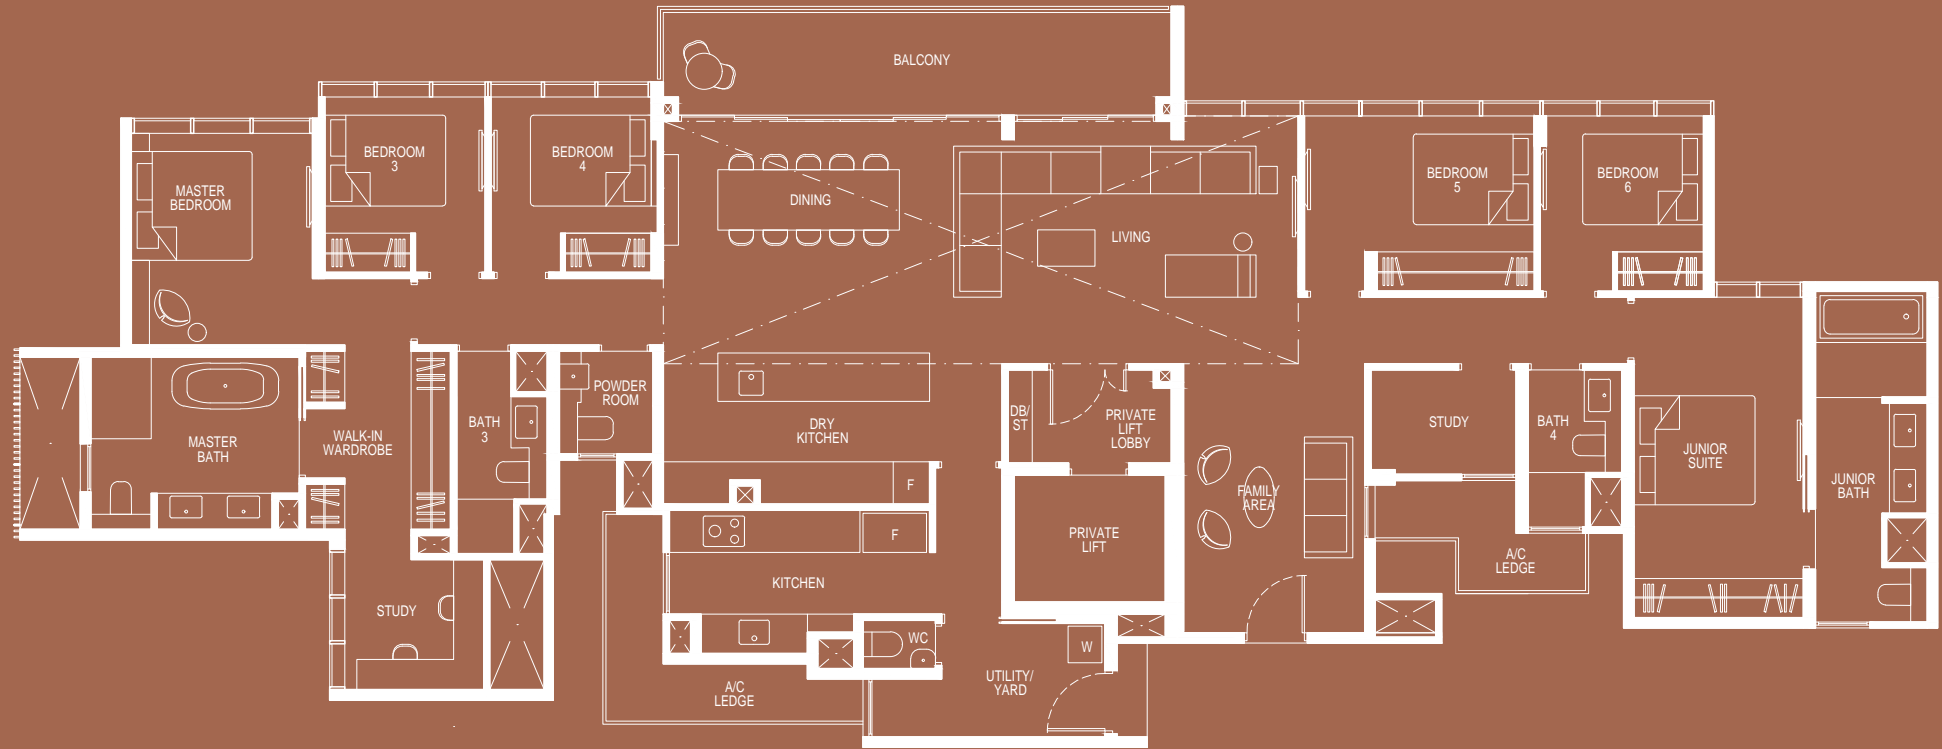 BALCONY
BEDROOM
3
BEDROOM
4
MASTER
BEDROOM
DINING
LIVING
BEDROOM
5
BEDROOM
6
POWDER
ROOM
DRY
KITCHEN
DB/
ST
PRIVATE
LIFT
LOBBY
STUDY
BATH
4
JUNIOR
SUITE
JUNIOR
BATH
MASTER
BATH
WALK-IN
WARDROBE
BATH
3
F
FAMILY
AREA
F
PRIVATE
LIFT
A/C
LEDGE
KITCHEN
STUDY
WC
W
UTILITY/
YARD
A/C
LEDGE